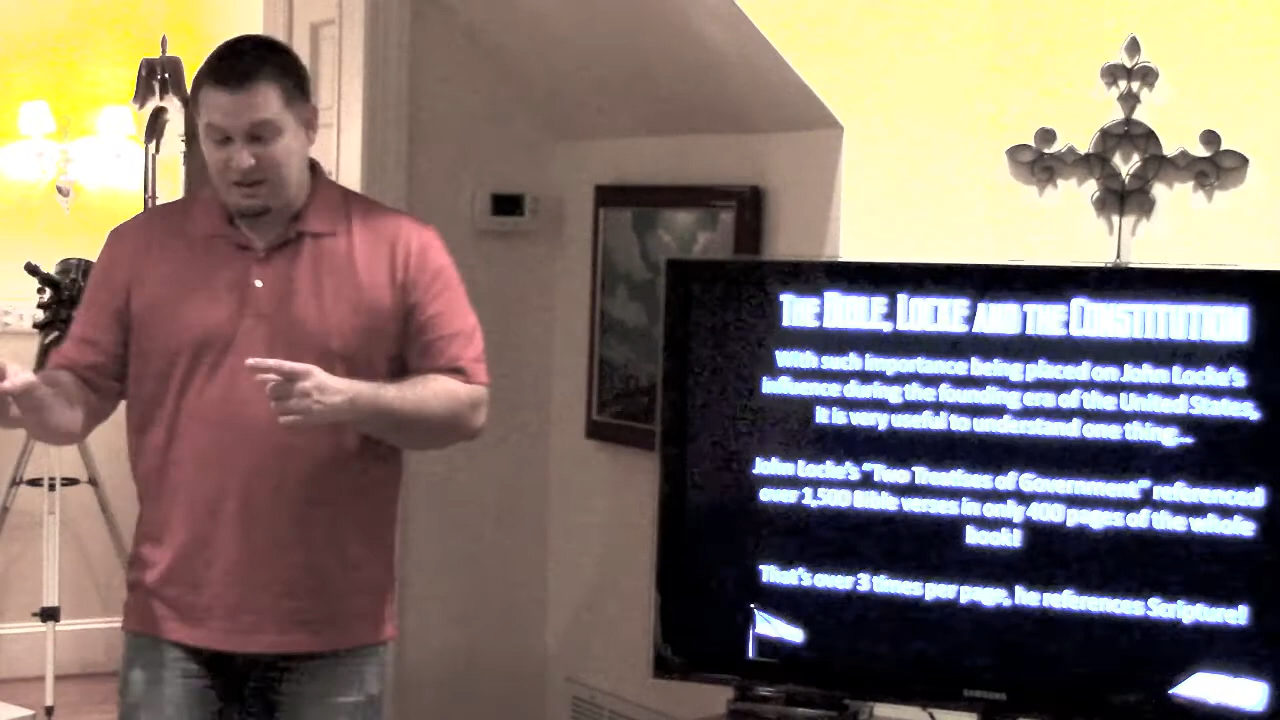 THE BIBLE, LOCKE AND THE CONSTITUTION
With such importance being placed on John Locke's
influence during the founding era of the United States,
it is very useful to understand one thing...
John Locke's "Two Treatises of Government" referenced
over 1,500 Bible verses in only 400 pages of the whole
book!
That's over 3 times per page, he references Scripture!
SAMSUNG